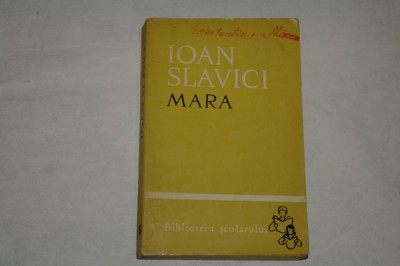 IOAN
SLAVICI
MARA
Biblioteca școlarului